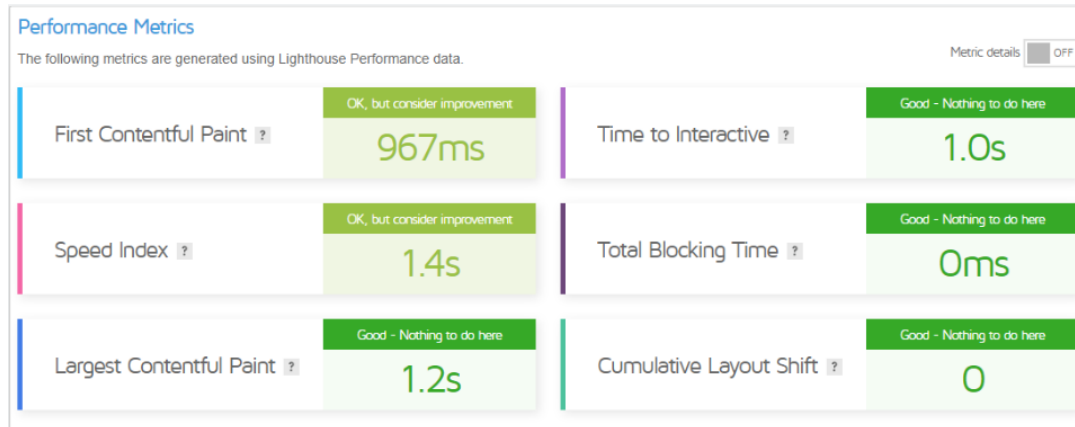 Performance Metrics
The following metrics are generated using Lighthouse Performance data.
Metric details OFF
First Contentful Paint ?
OK, but consider improvement
967ms
Time to Interactive ?
Good - Nothing to do here
1.0s
Speed Index ?
OK, but consider improvement
1.4s
Total Blocking Time ?
Good - Nothing to do here
0ms
Largest Contentful Paint ?
Good - Nothing to do here
1.2s
Cumulative Layout Shift ?
Good - Nothing to do here
0